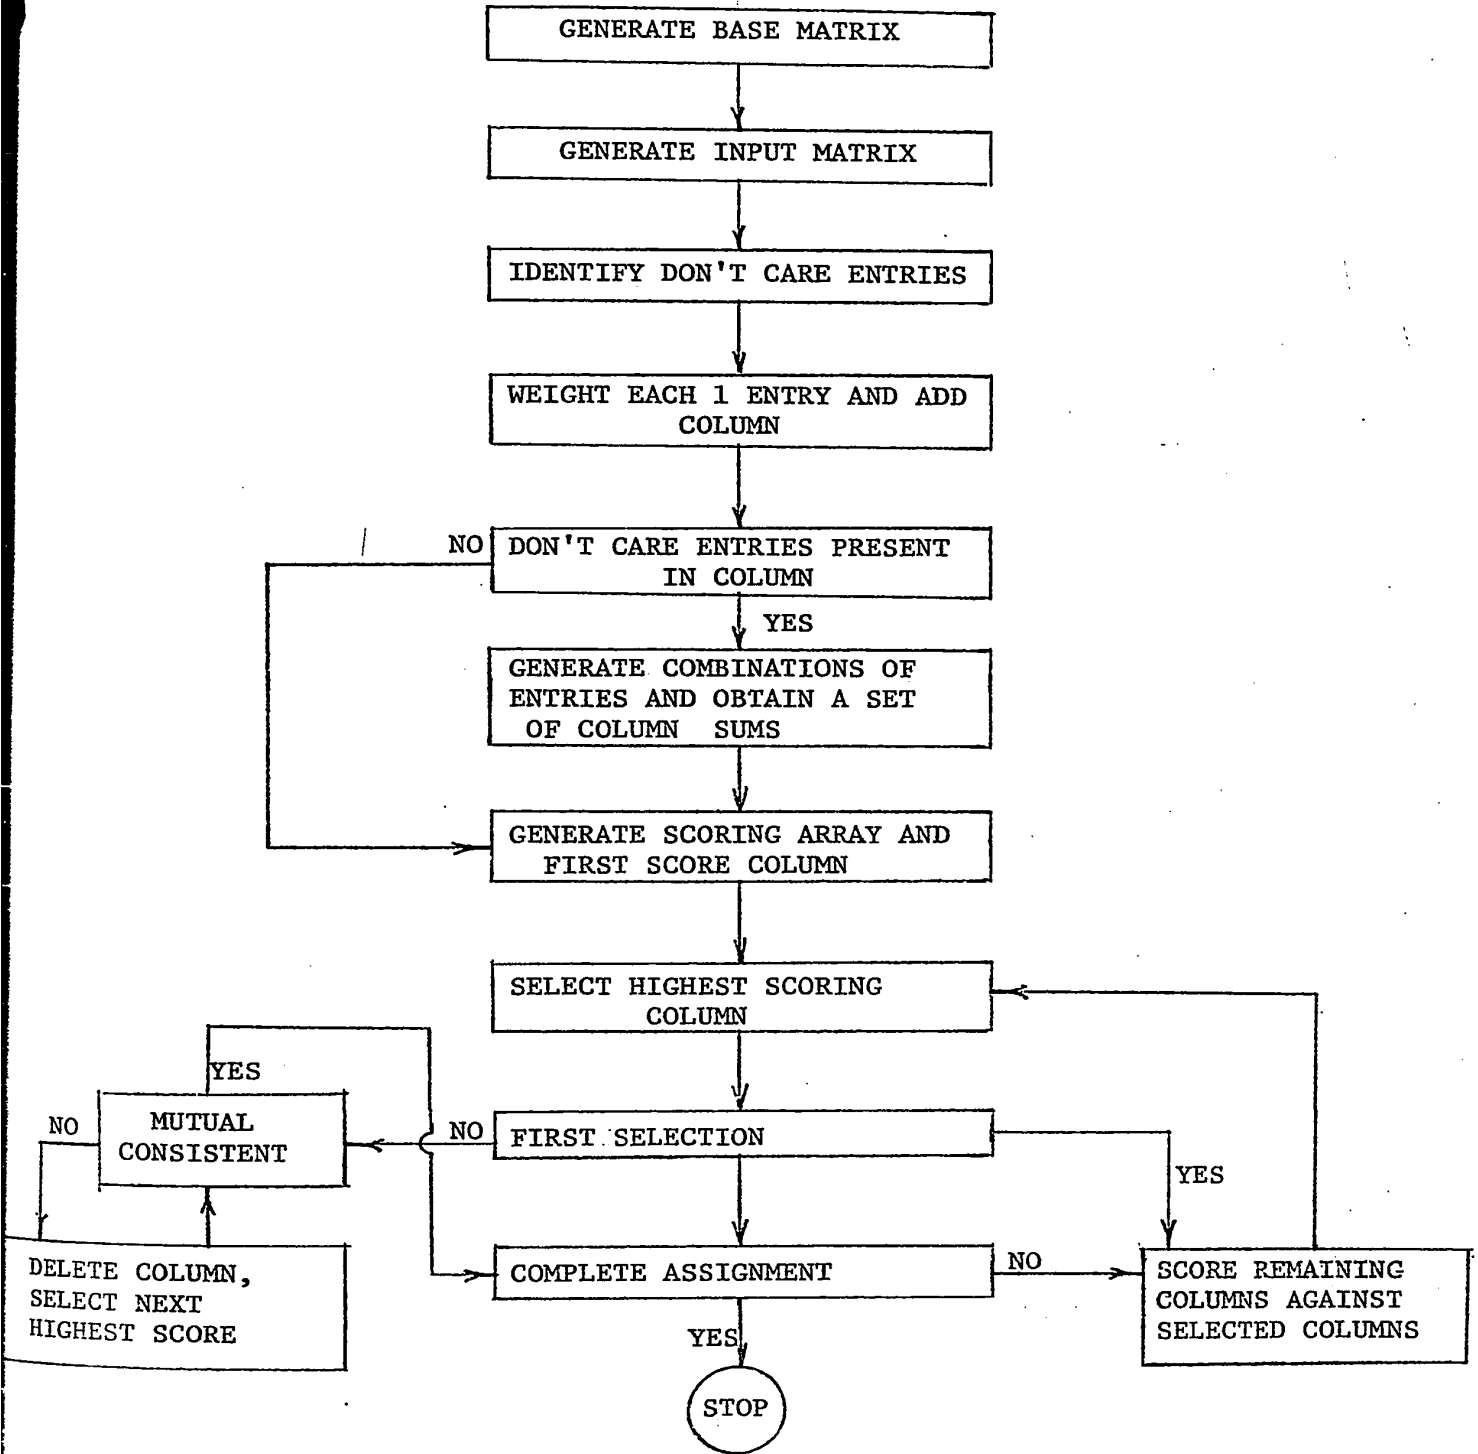 GENERATE BASE MATRIX
GENERATE INPUT MATRIX
IDENTIFY DON'T CARE ENTRIES
WEIGHT EACH 1 ENTRY AND ADD
COLUMN
NO
DON'T CARE ENTRIES PRESENT
IN COLUMN
YES
GENERATE COMBINATIONS OF
ENTRIES AND OBTAIN A SET
OF COLUMN SUMS
GENERATE SCORING ARRAY AND
FIRST SCORE COLUMN
SELECT HIGHEST SCORING
COLUMN
YES
MUTUAL
CONSISTENT
NO
NO
FIRST SELECTION
YES
DELETE COLUMN,
SELECT NEXT
HIGHEST SCORE
COMPLETE ASSIGNMENT
NO
SCORE REMAINING
COLUMNS AGAINST
SELECTED COLUMNS
YES
STOP